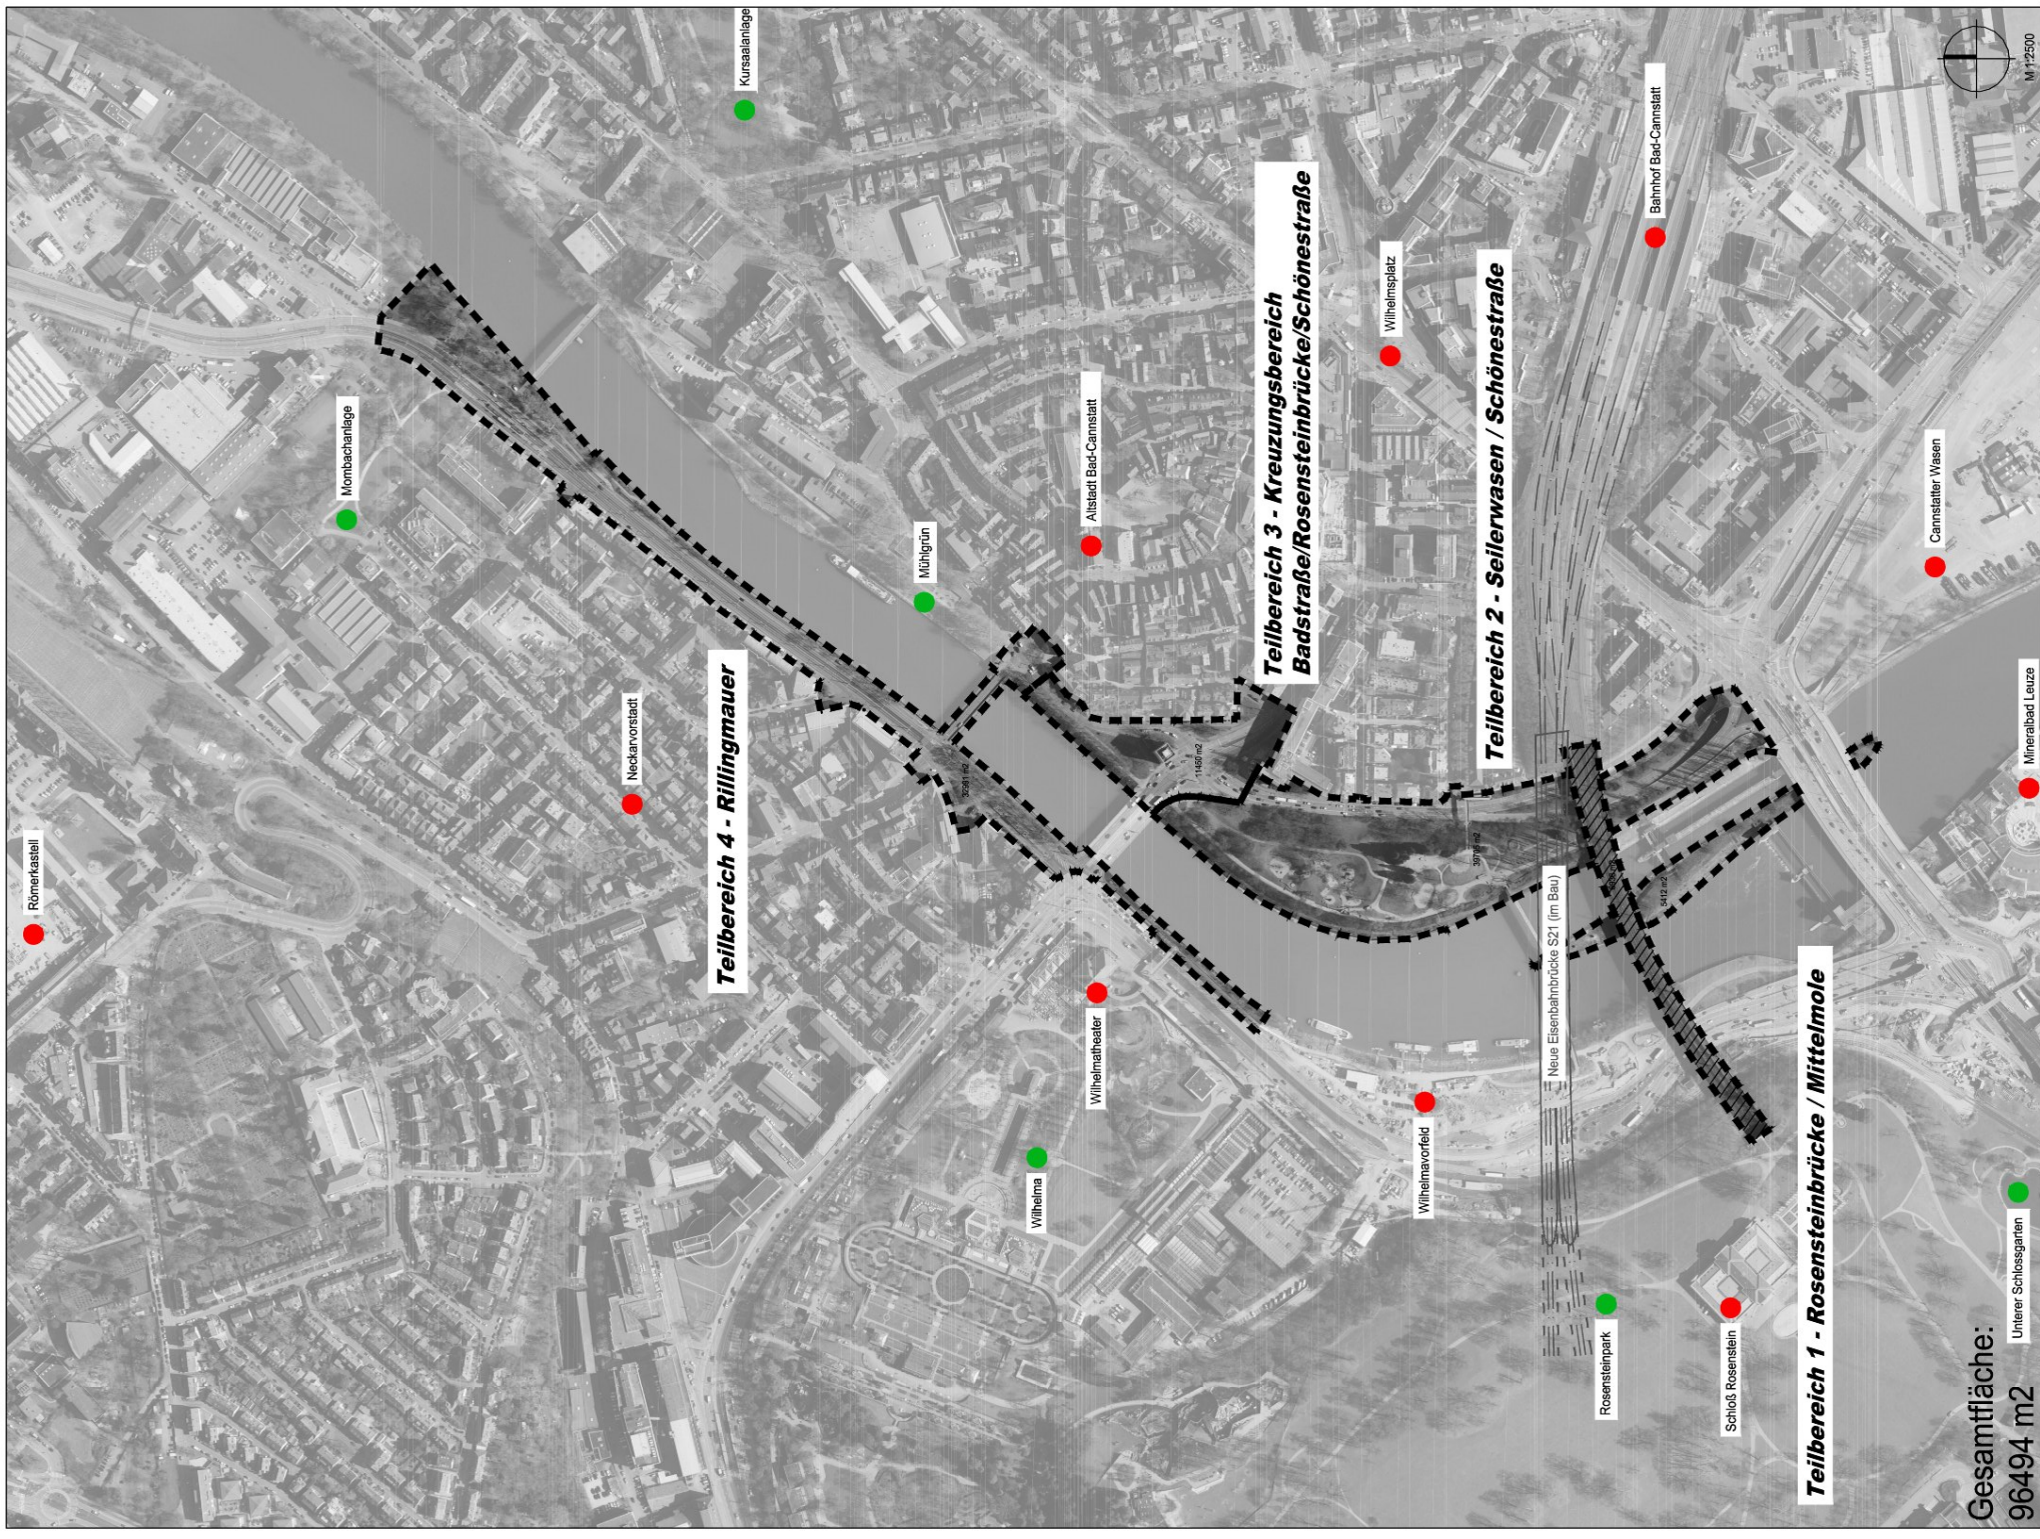 Kursaalanlage
M 1:2500
Bahnhof Bad-Cannstatt
Teilbereich 3 - Kreuzungsbereich
Badstraße/Rosensteinbrücke/Schönestraße
Wilhelmsplatz
Teilbereich 2 - Seilerwasen / Schönestraße
Mombachanlage
Altstadt Bad-Cannstatt
Cannstatter Wasen
Mühlgrün
Neckarvorstadt
Teilbereich 4 - Rillingmauer
Mineralbad Leuze
11450 m2
5412 m2
Römerkastell
Neue Eisenbahnbrücke S21 (im Bau)
Wilhelmatheater
Wilhelmavorfeld
Wilhelma
Teilbereich 1 - Rosensteinbrücke / Mittelmole
Rosensteinpark
Schloß Rosenstein
Unterer Schlossgarten
Gesamtfläche:
96494 m2